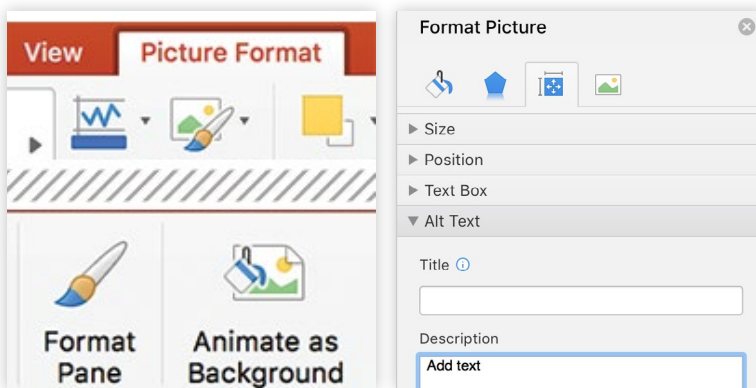 View
Picture Format
Format
Pane
Animate as
Background
Format Picture
Size
Position
Text Box
Alt Text
Title
Description
Add text